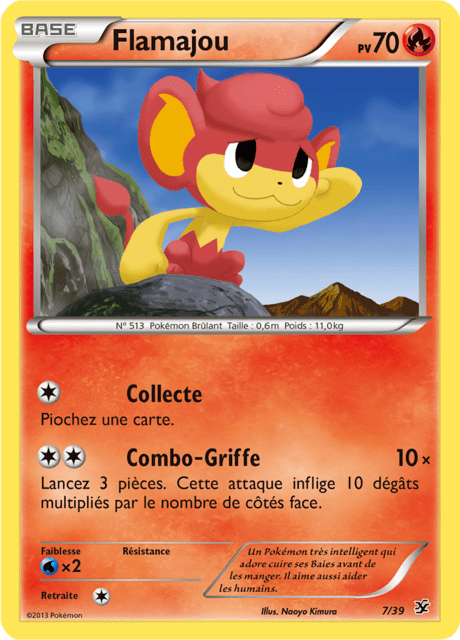 BASE Flamajou PV 70
N° 513 Pokémon Brûlant Taille : 0,6m Poids : 11,0kg
Collecte
Piochez une carte.
Combo-Griffe 10×
Lancez 3 pièces. Cette attaque inflige 10 dégâts
multipliés par le nombre de côtés face.
Faiblesse Résistance
×2
Retraite
Un Pokémon très intelligent qui
adore cuire ses Baies avant de
les manger. Il aime aussi aider
les humains.
©2013 Pokémon Illus. Naoyo Kimura 7/39